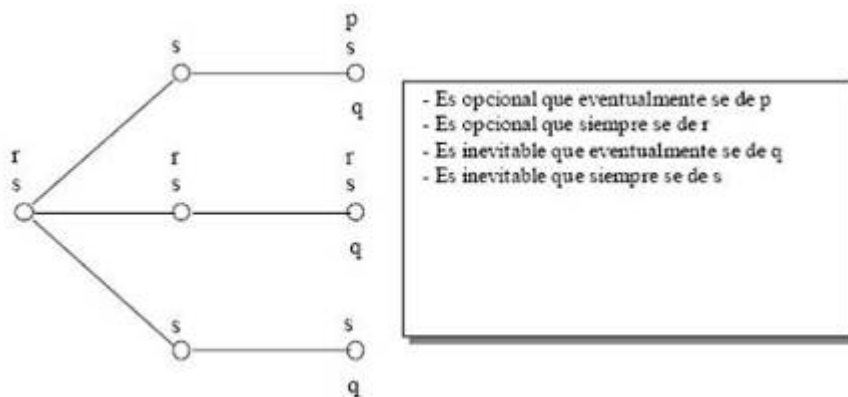 p
s
s
q
r
r
r
s
s
s
q
s
s
q
- Es opcional que eventualmente se de p
- Es opcional que siempre se de r
- Es inevitable que eventualmente se de q
- Es inevitable que siempre se de s